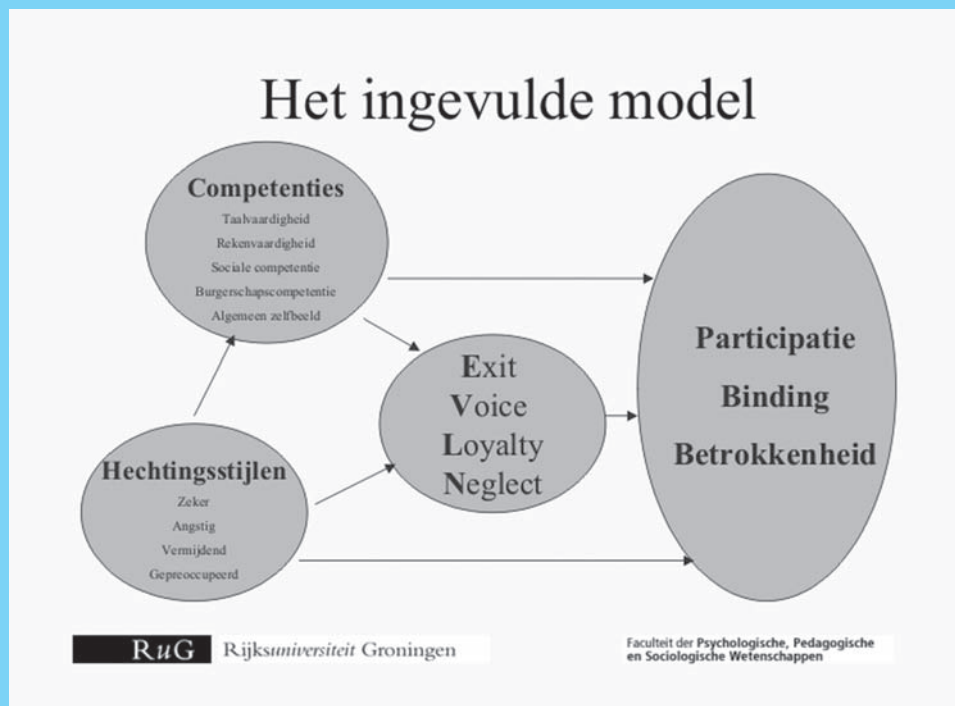 Het ingevulde model
Competenties
Taalvaardigheid
Rekenvaardigheid
Sociale competentie
Burgerschapscompetentie
Algemeen zelfbeeld
Hechtingsstijlen
Zeker
Angstig
Vermijdend
Gepreoccupeerd
Exit
Voice
Loyalty
Neglect
Participatie
Binding
Betrokkenheid
RuG Rijksuniversiteit Groningen
Faculteit der Psychologische, Pedagogische
en Sociologische Wetenschappen